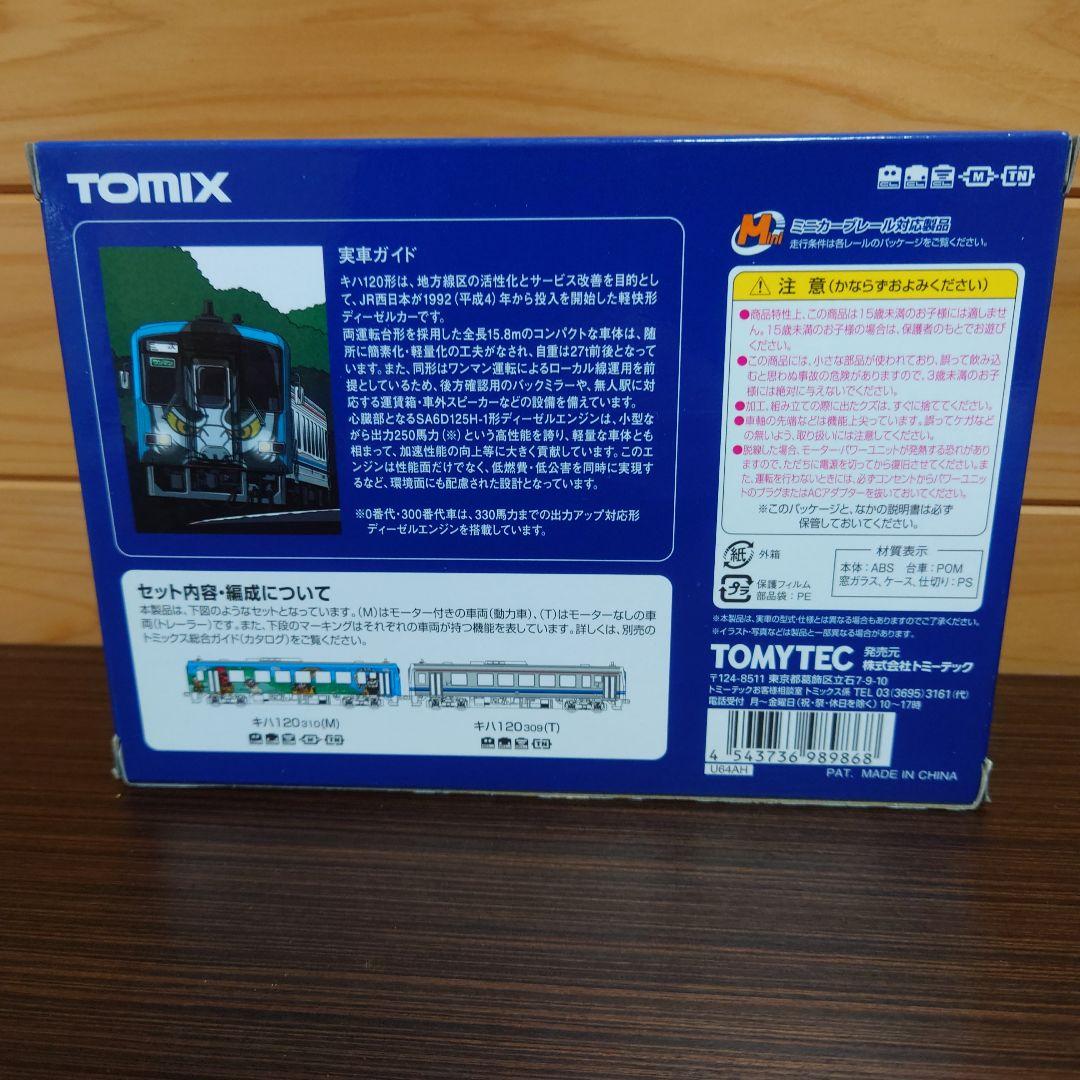 TOMIX
M
TN
実車ガイド
キハ120形は、地方線区の活性化とサービス改善を目的とし
て、JR西日本が1992(平成4)年から投入を開始した軽快形
ディーゼルカーです。
両運転台形を採用した全長15.8mのコンパクトな車体は、随
所に簡素化・軽量化の工夫がなされ、自重は27t前後となって
います。また、同形はワンマン運転によるローカル線運用を前
提としているため、後方確認用のバックミラーや、無人駅に対
応する運賃箱・車外スピーカーなどの設備を備えています。
心臓部となるSA6D125H-1形ディーゼルエンジンは、小型な
がら出力250馬力(※)という高性能を誇り、軽量な車体とも
相まって、加速性能の向上等に大きく貢献しています。このエ
ンジンは性能面だけでなく、低燃費・低公害を同時に実現す
るなど、環境面にも配慮された設計となっています。
※0番代・300番代車は、330馬力までの出力アップ対応形
ディーゼルエンジンを搭載しています。
ワンマン
セット内容・編成について
本製品は、下図のようなセットとなっています。(M)はモーター付きの車両(動力車)、(T)はモーターなしの車
両(トレーラー)です。また、下段のマーキングはそれぞれの車両が持つ機能を表しています。詳しくは、別売の
トミックス総合ガイド(カタログ)をご覧ください。
キハ120 310(M)
キハ120 309(T)
M
TN
TN
Mini
ミニカーブレール対応製品
走行条件は各レールのパッケージをご覧ください。
注意(かならずおよみください)
●商品特性上、この商品は15歳未満のお子様には適しませ
ん。15歳未満のお子様の場合は、保護者のもとでお遊び
ください。
●この商品には、小さな部品が使われており、誤って飲み込
むと思わぬ事故の危険がありますので、3歳未満のお子
様には絶対に与えないでください。
●加工、組み立ての際に出たクズは、すぐに捨ててください。
●車軸の先端などは機能上尖っています。誤ってケガなど
の無いよう、取り扱いには注意してください。
●脱線した場合、モーター・パワーユニットが発熱する恐れがあり
ますので、ただちに電源を切ってから復旧させてください。ま
た、運転を行わないときには、必ずコンセントからパワーユニッ
トのプラグまたはACアダプターを抜いておいてください。
※このパッケージと、なかの説明書は必ず
保管しておいてください。
紙
外箱
プラ
保護フィルム
部品袋:PE
材質表示
本体:ABS 台車:POM
窓ガラス、ケース、仕切り:PS
※本製品は、実車の型式・仕様とは異なる場合もありますのでご了承ください。
※イラスト・写真などは製品と一部異なる場合があります。
TOMYTEC 発売元
株式会社トミーテック
〒124-8511 東京都葛飾区立石7-9-10
トミーテックお客様相談室 トミックス係 TEL 03(3695)3161(代)
電話受付 月〜金曜日(祝・祭・休日を除く)10〜17時
4 543736 989868
U64AH
PAT. MADE IN CHINA